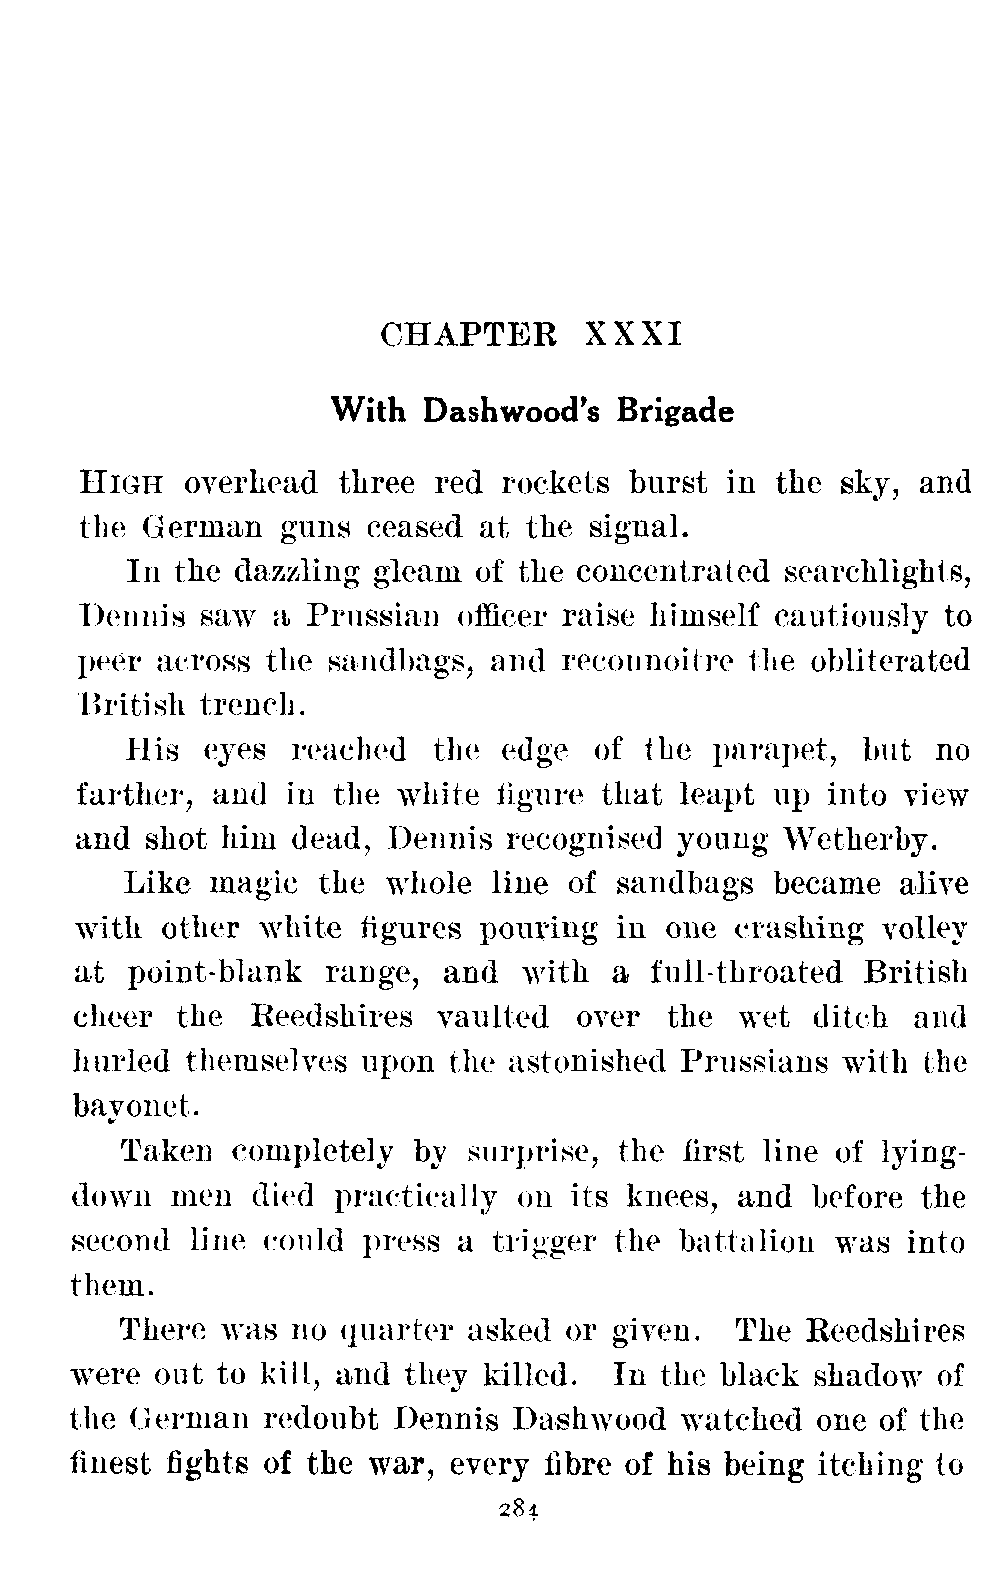 CHAPTER XXXI
With Dashwood's Brigade
HIGH overhead three red rockets burst in the sky, and
the German guns ceased at the signal.
In the dazzling gleam of the concentrated searchlights,
Dennis saw a Prussian officer raise himself cautiously to
peer across the sandbags, and reconnoitre the obliterated
British trench.
His eyes reached the edge of the parapet, but no
farther, and in the white figure that leapt up into view
and shot him dead, Dennis recognised young Wetherby.
Like magic the whole line of sandbags became alive
with other white figures pouring in one crashing volley
at point-blank range, and with a full-throated British
cheer the Reedshires vaulted over the wet ditch and
hurled themselves upon the astonished Prussians with the
bayonet.
Taken completely by surprise, the first line of lying-
down men died practically on its knees, and before the
second line could press a trigger the battalion was into
them.
There was no quarter asked or given. The Reedshires
were out to kill, and they killed. In the black shadow of
the German redoubt Dennis Dashwood watched one of the
finest fights of the war, every fibre of his being itching to
284